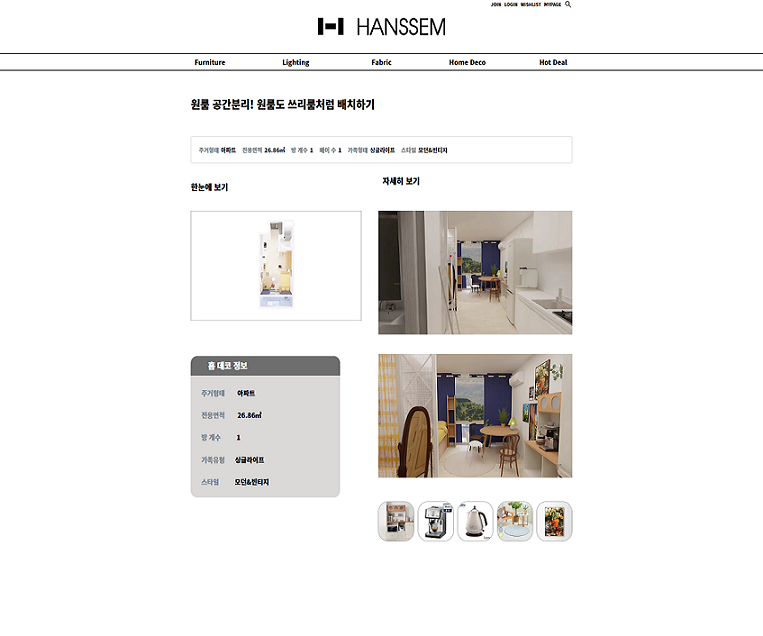 JOIN LOGIN WISHLIST MYPAGE
HANSSEM
Furniture Lighting Fabric Home Deco Hot Deal
원룸 공간분리! 원룸도 쓰리룸처럼 배치하기
주거형태 아파트 전용면적 26.86㎡ 방 개수 1 베이 수 1 가족형태 싱글라이프 스타일 모던&빈티지
한눈에 보기
자세히 보기
홈 데코 정보
주거형태 아파트
전용면적 26.86㎡
방 개수 1
가족유형 싱글라이프
스타일 모던&빈티지